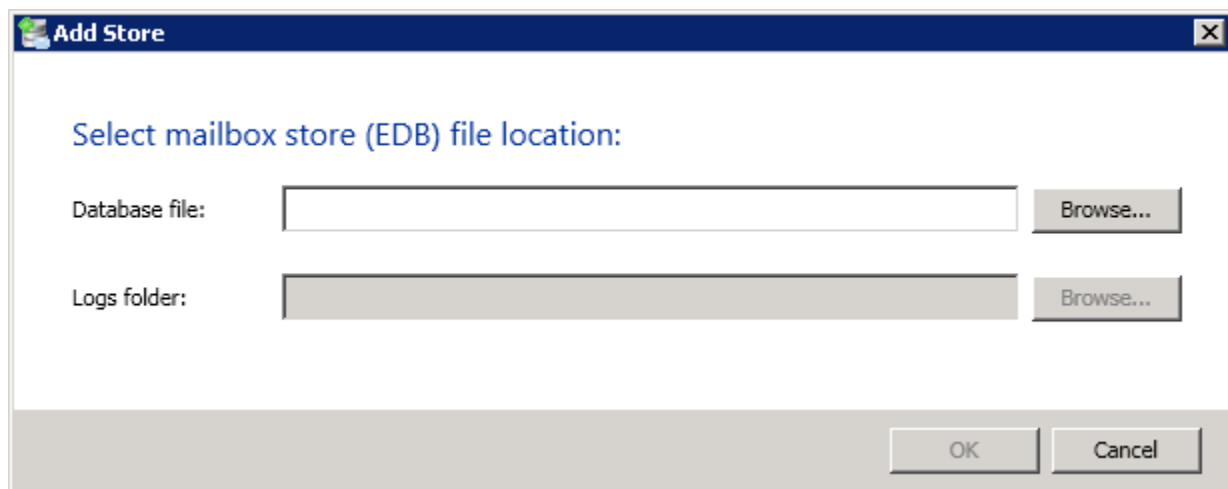 Add Store
Select mailbox store (EDB) file location:
Database file:
Browse...
Logs folder:
Browse...
OK
Cancel